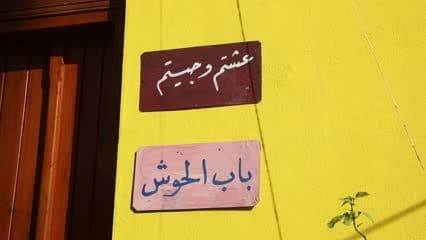 عشتم وجيتم
باب الحوش